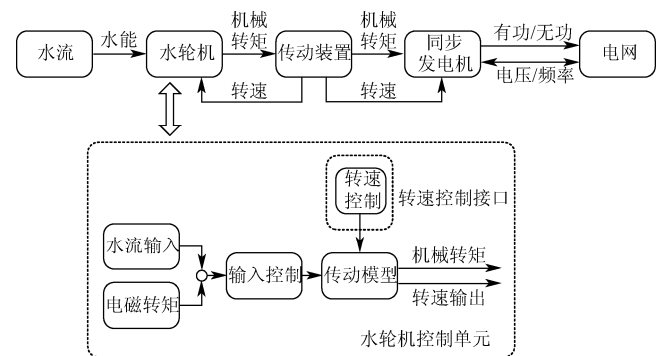 水流
水能
水轮机
机械
转矩
传动装置
机械
转矩
同步
发电机
有功/无功
电压/频率
电网
转速
转速
转速
控制
转速控制接口
水流输入
电磁转矩
输入控制
传动模型
机械转矩
转速输出
水轮机控制单元